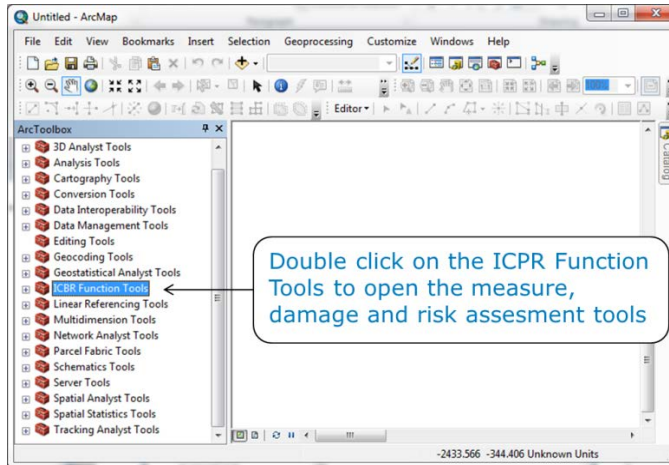 Untitled - ArcMap
File Edit View Bookmarks Insert Selection Geoprocessing Customize Windows Help
Editor
ArcToolbox
3D Analyst Tools
Analysis Tools
Cartography Tools
Conversion Tools
Data Interoperability Tools
Data Management Tools
Editing Tools
Geocoding Tools
Geostatistical Analyst Tools
ICBR Function Tools
Linear Referencing Tools
Multidimension Tools
Network Analyst Tools
Parcel Fabric Tools
Schematics Tools
Server Tools
Spatial Analyst Tools
Spatial Statistics Tools
Tracking Analyst Tools
Catalog
Double click on the ICPR Function
Tools to open the measure,
damage and risk assesment tools
-2433.566 -344.406 Unknown Units